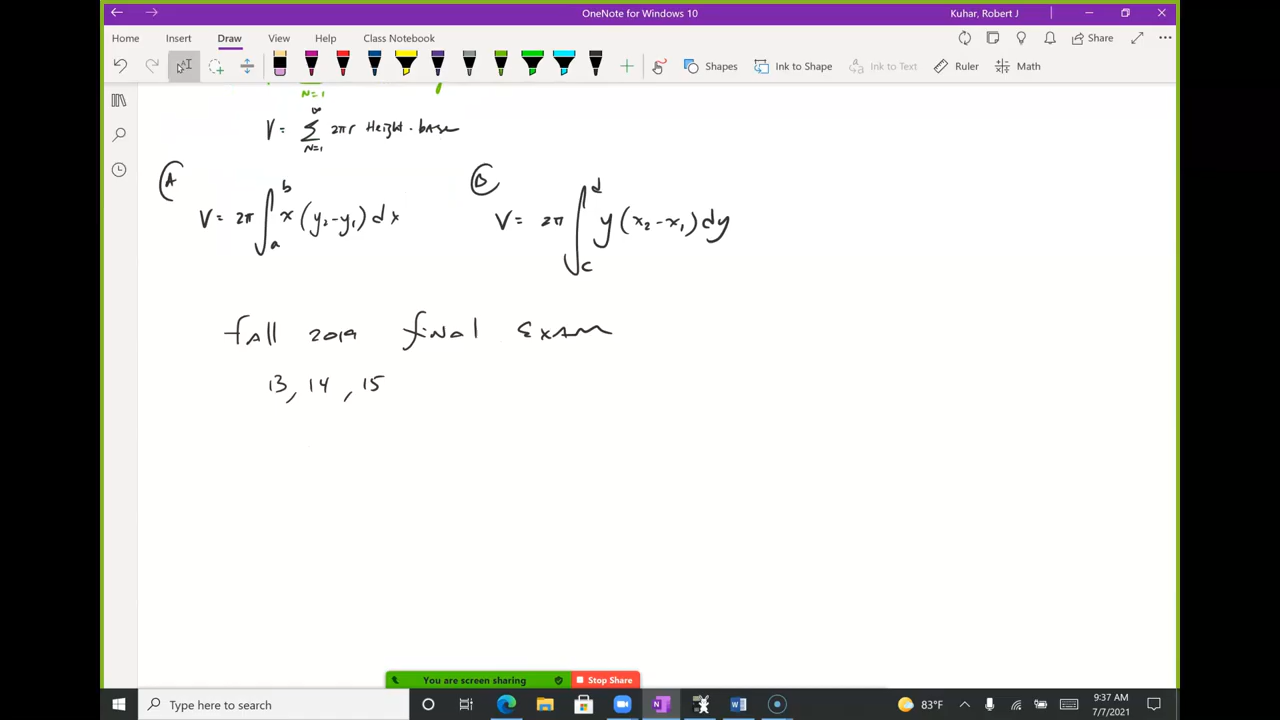 OneNote for Windows 10
Kuhar, Robert J
Home Insert Draw View Help Class Notebook
Share
Shapes Ink to Shape Ink to Text Ruler Math
N=1
V= ∞ ∑ N=1 2πr Height · base
A
V= 2π ∫ₐᵇ x (y₂-y₁) dx
B
V= 2π ∫cᵈ y (x₂-x₁) dy
fall 2019 final exam
13, 14, 15
You are screen sharing Stop Share
Type here to search
83°F
9:37 AM
7/7/2021